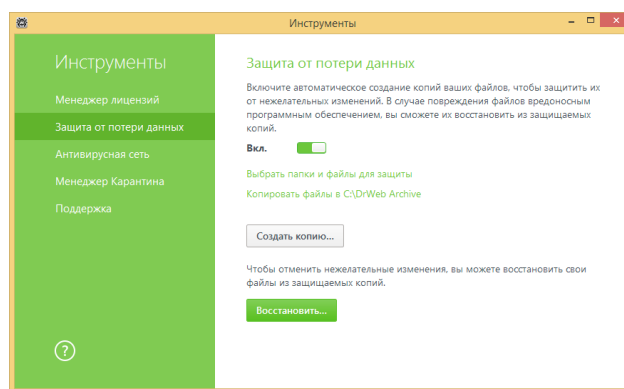 Инструменты
Инструменты
Менеджер лицензий
Защита от потери данных
Антивирусная сеть
Менеджер Карантина
Поддержка
?
Защита от потери данных
Включите автоматическое создание копий ваших файлов, чтобы защитить их
от нежелательных изменений. В случае повреждения файлов вредоносным
программным обеспечением, вы сможете их восстановить из защищаемых
копий.
Вкл.
Выбрать папки и файлы для защиты
Копировать файлы в C:\DrWeb Archive
Создать копию...
Чтобы отменить нежелательные изменения, вы можете восстановить свои
файлы из защищаемых копий.
Восстановить...